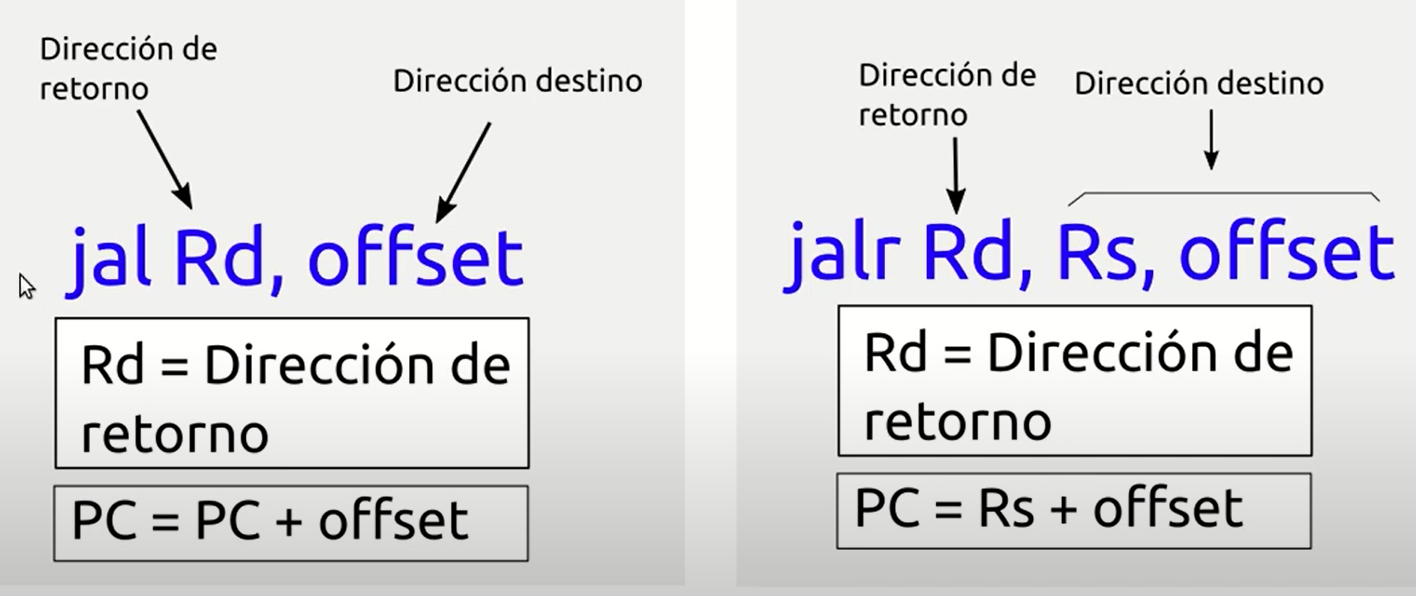 Dirección de
retorno
Dirección destino
jal Rd, offset
Rd = Dirección de
retorno
PC = PC + offset
Dirección de
retorno
Dirección destino
jalr Rd, Rs, offset
Rd = Dirección de
retorno
PC = Rs + offset